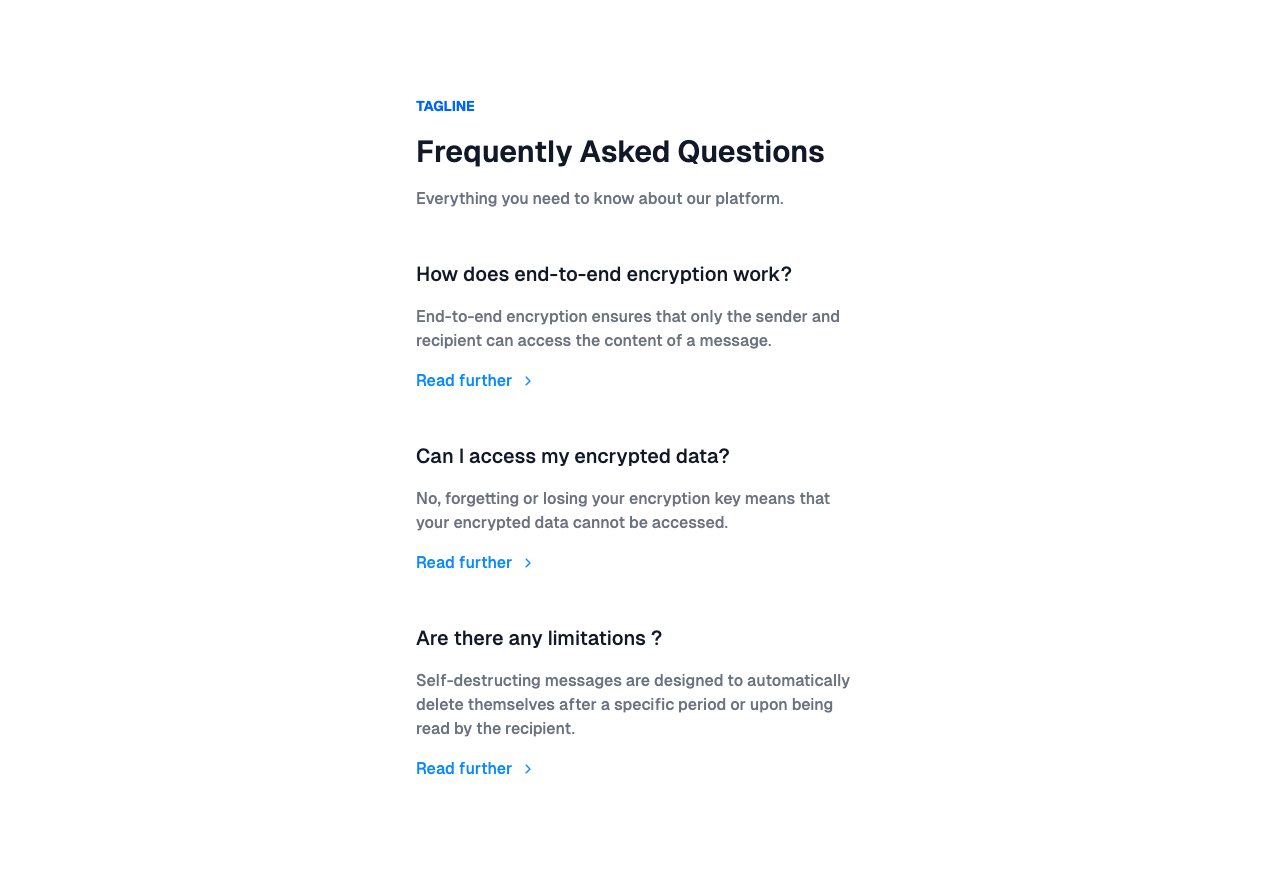 TAGLINE
Frequently Asked Questions
Everything you need to know about our platform.
How does end-to-end encryption work?
End-to-end encryption ensures that only the sender and
recipient can access the content of a message.
Read further
Can I access my encrypted data?
No, forgetting or losing your encryption key means that
your encrypted data cannot be accessed.
Read further
Are there any limitations ?
Self-destructing messages are designed to automatically
delete themselves after a specific period or upon being
read by the recipient.
Read further